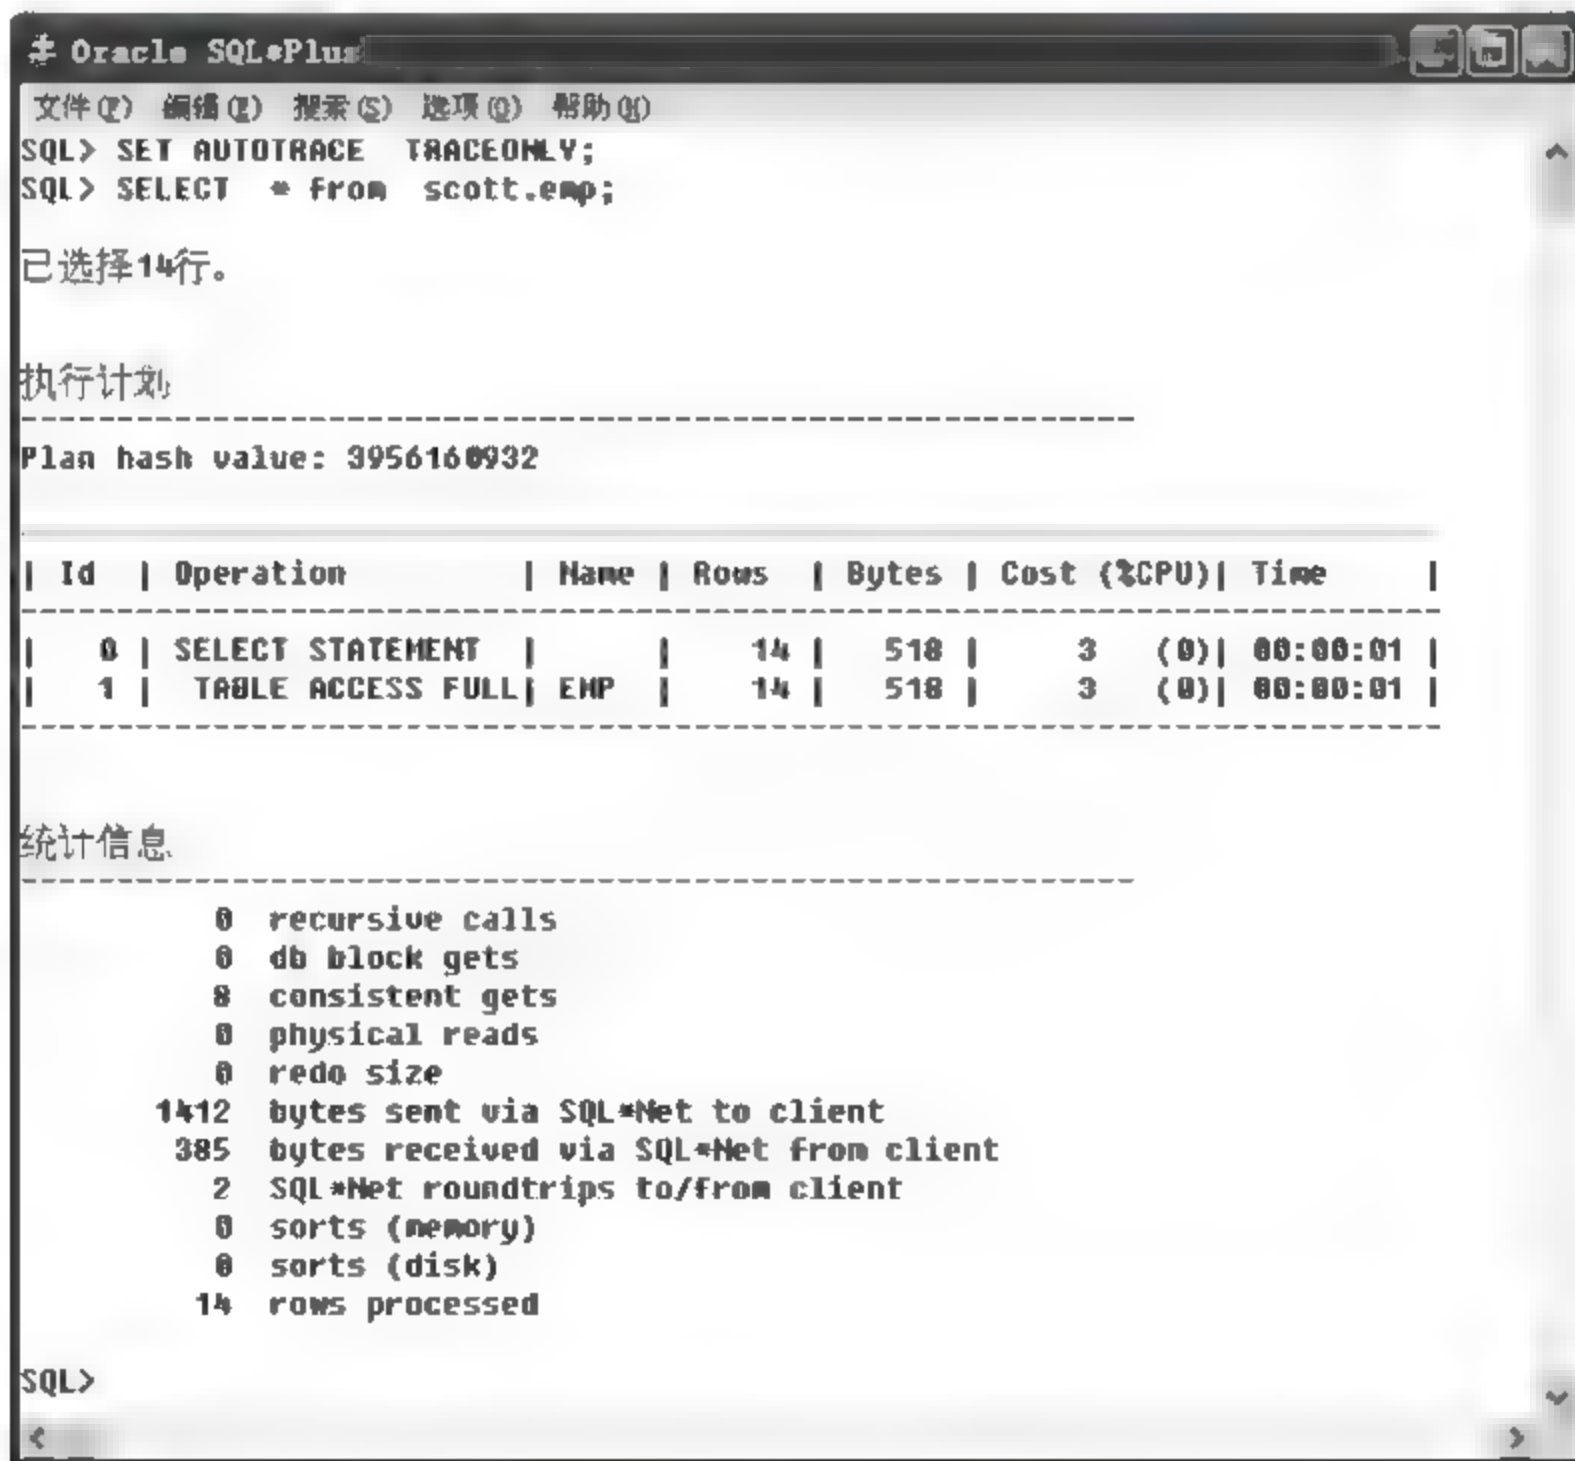 Oracle SQL*Plus
文件(F) 编辑(E) 搜索(S) 选项(O) 帮助(H)
SQL> SET AUTOTRACE  TRACEONLY;
SQL> SELECT  * from  scott.emp;
已选择14行。
执行计划
----------------------------------------------------------
Plan hash value: 3956160932
| Id  | Operation         | Name | Rows  | Bytes | Cost (%CPU)| Time     |
--------------------------------------------------------------------------
|   0 | SELECT STATEMENT  |      |    14 |   518 |     3   (0)| 00:00:01 |
|   1 |  TABLE ACCESS FULL| EMP  |    14 |   518 |     3   (0)| 00:00:01 |
--------------------------------------------------------------------------
统计信息
----------------------------------------------------------
0  recursive calls
0  db block gets
8  consistent gets
0  physical reads
0  redo size
1412  bytes sent via SQL*Net to client
385  bytes received via SQL*Net from client
2  SQL*Net roundtrips to/from client
0  sorts (memory)
0  sorts (disk)
14  rows processed
SQL>